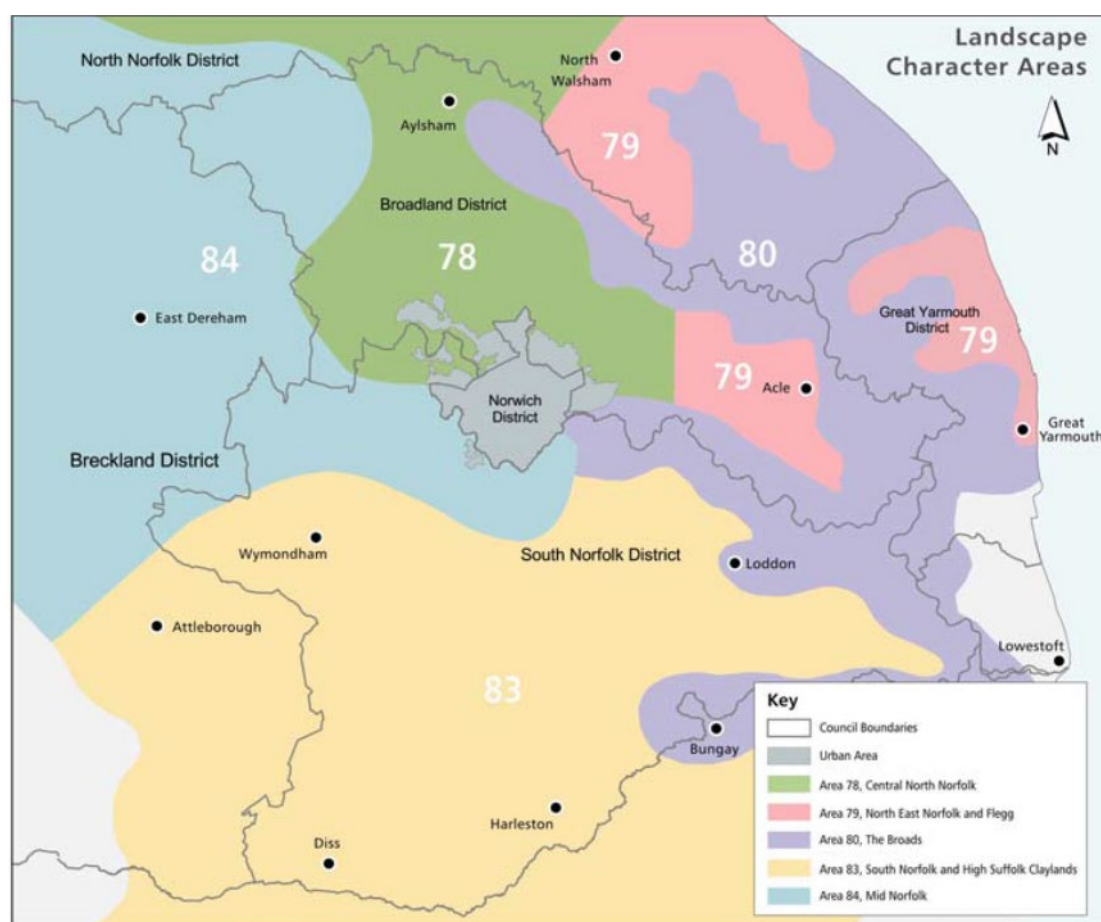 Landscape
Character Areas
N
North Norfolk District
North
Walsham
Aylsham
79
Broadland District
84
78
80
East Dereham
Great Yarmouth
District
79
79
Acle
Norwich
District
Great
Yarmouth
Breckland District
Wymondham
South Norfolk District
Loddon
Attleborough
Lowestoft
83
Bungay
Harleston
Diss
Key
Council Boundaries
Urban Area
Area 78, Central North Norfolk
Area 79, North East Norfolk and Flegg
Area 80, The Broads
Area 83, South Norfolk and High Suffolk Claylands
Area 84, Mid Norfolk